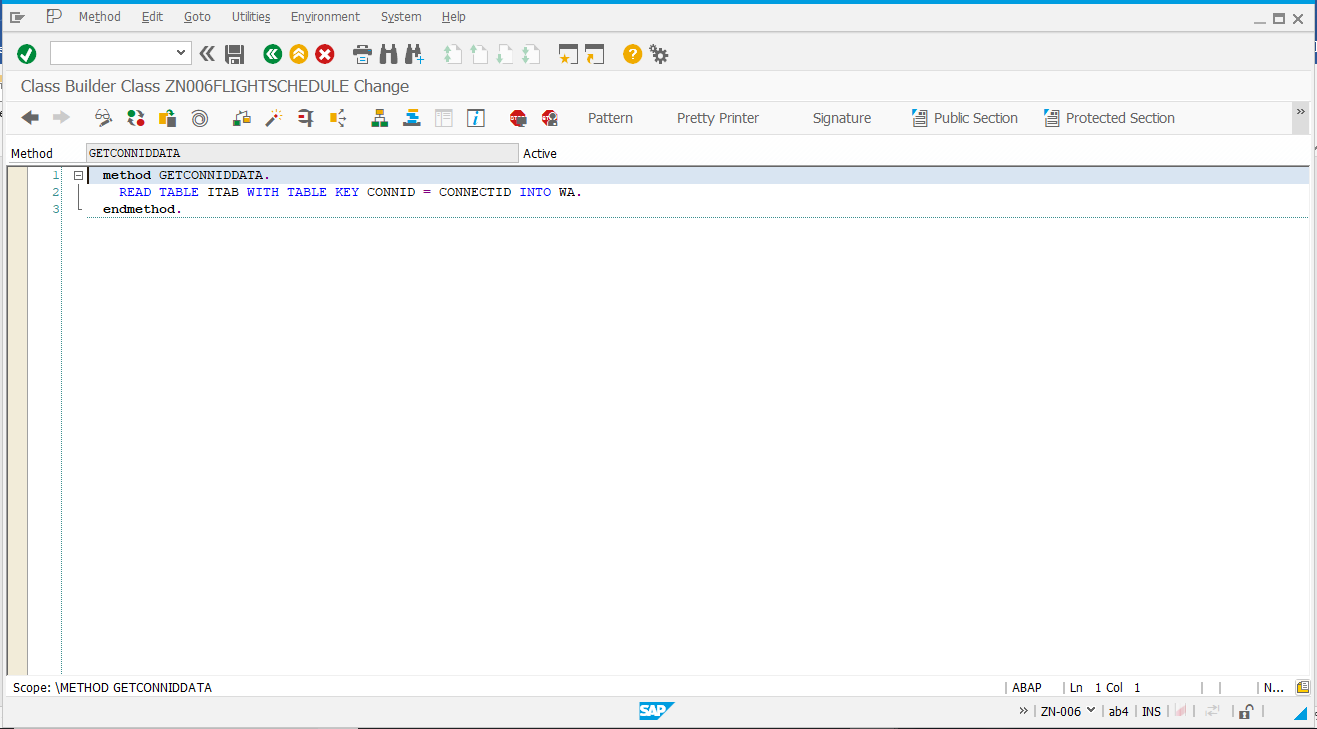 Method Edit Goto Utilities Environment System Help
Class Builder Class ZN006FLIGHTSCHEDULE Change
Pattern Pretty Printer Signature Public Section Protected Section »
Method GETCONNIDDATA Active
1 method GETCONNIDDATA.
2 READ TABLE ITAB WITH TABLE KEY CONNID = CONNECTID INTO WA.
3 endmethod.
Scope: \METHOD GETCONNIDDATA ABAP Ln 1 Col 1 N...
SAP » ZN-006 ab4 INS